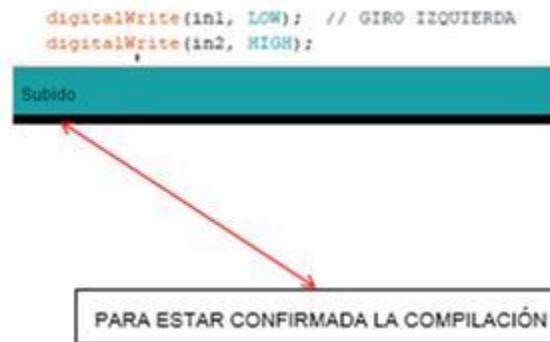 digitalWrite(in1, LOW); // GIRO IZQUIERDA
digitalWrite(in2, HIGH);
Subido
PARA ESTAR CONFIRMADA LA COMPILACIÓN